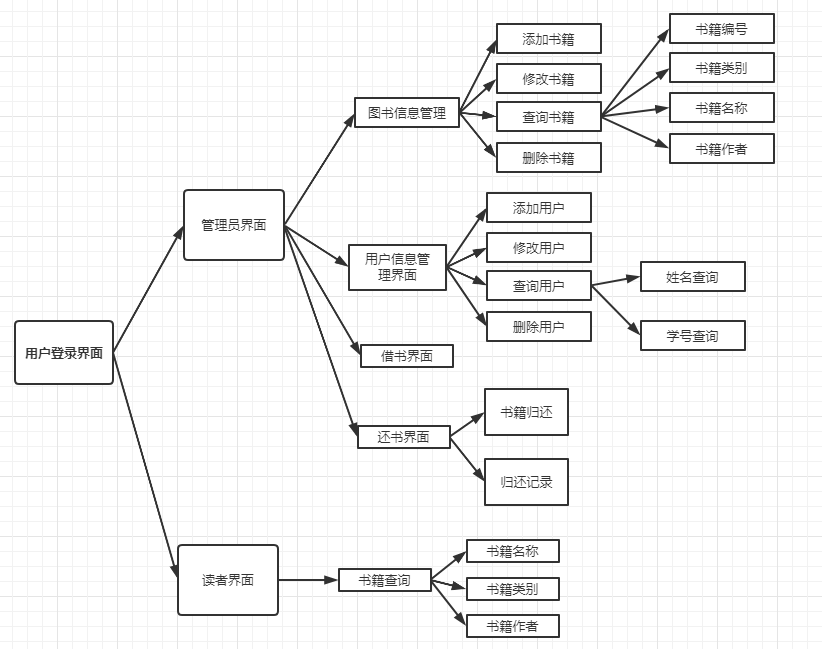 用户登录界面
管理员界面
图书信息管理
添加书籍
修改书籍
查询书籍
书籍编号
书籍类别
书籍名称
书籍作者
删除书籍
用户信息管
理界面
添加用户
修改用户
查询用户
姓名查询
学号查询
删除用户
借书界面
还书界面
书籍归还
归还记录
读者界面
书籍查询
书籍名称
书籍类别
书籍作者